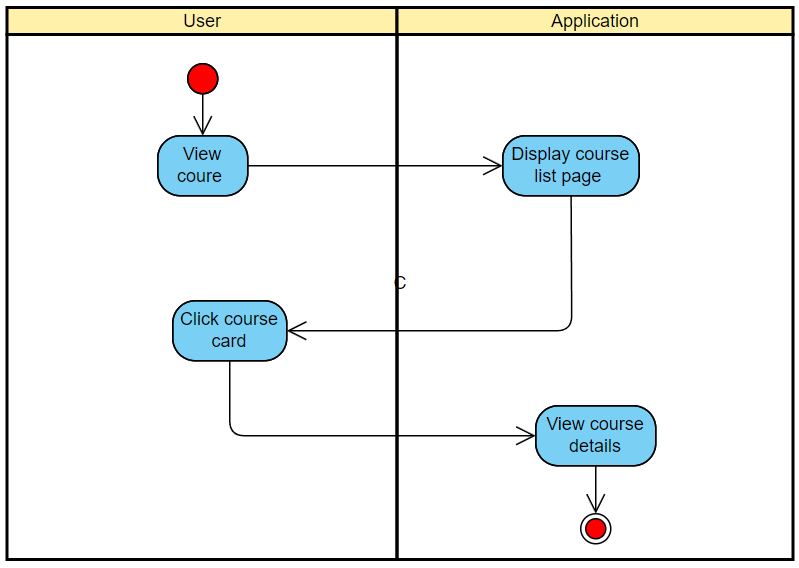 User
Application
View
coure
Display course
list page
C
Click course
card
View course
details